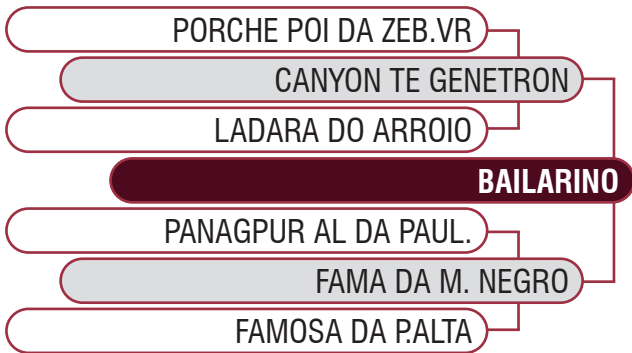 PORCHE POI DA ZEB.VR
CANYON TE GENETRON
LADARA DO ARROIO
BAILARINO
PANAGPUR AL DA PAUL.
FAMA DA M. NEGRO
FAMOSA DA P.ALTA